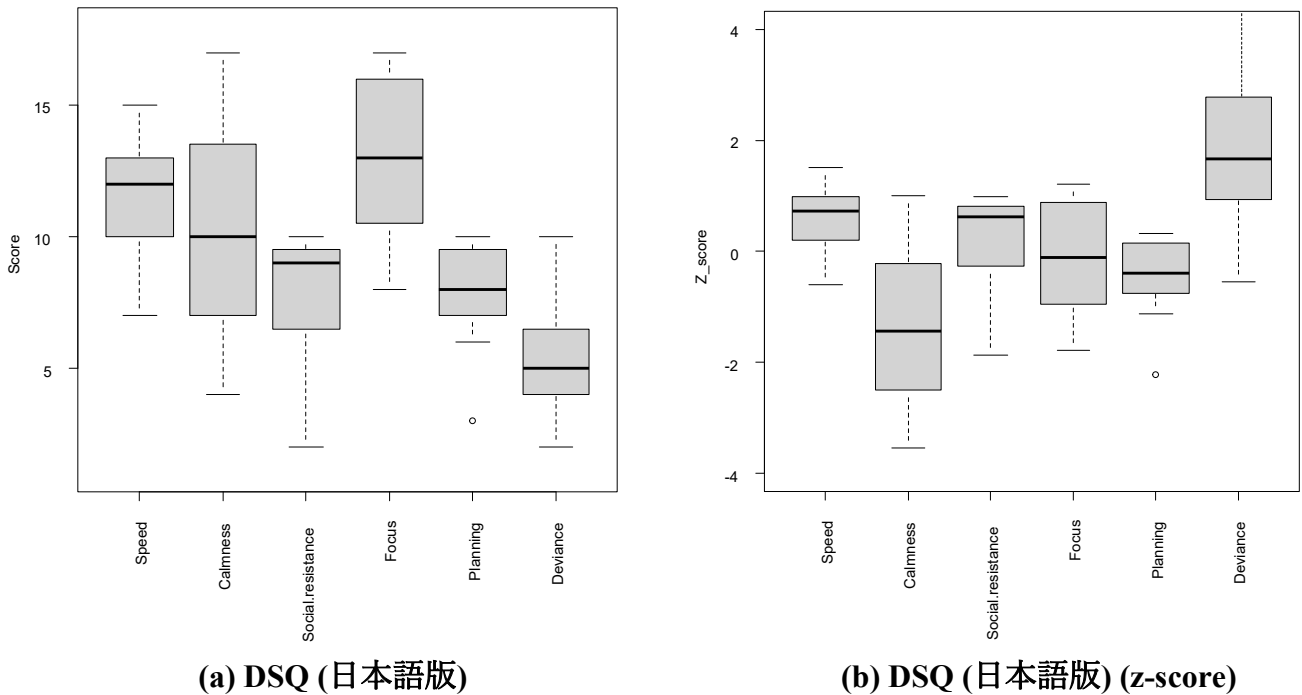 Score
15
10
5
Speed
Calmness
Social.resistance
Focus
Planning
Deviance
(a) DSQ (日本語版)
Z_score
4
2
0
-2
-4
Speed
Calmness
Social.resistance
Focus
Planning
Deviance
(b) DSQ (日本語版) (z-score)